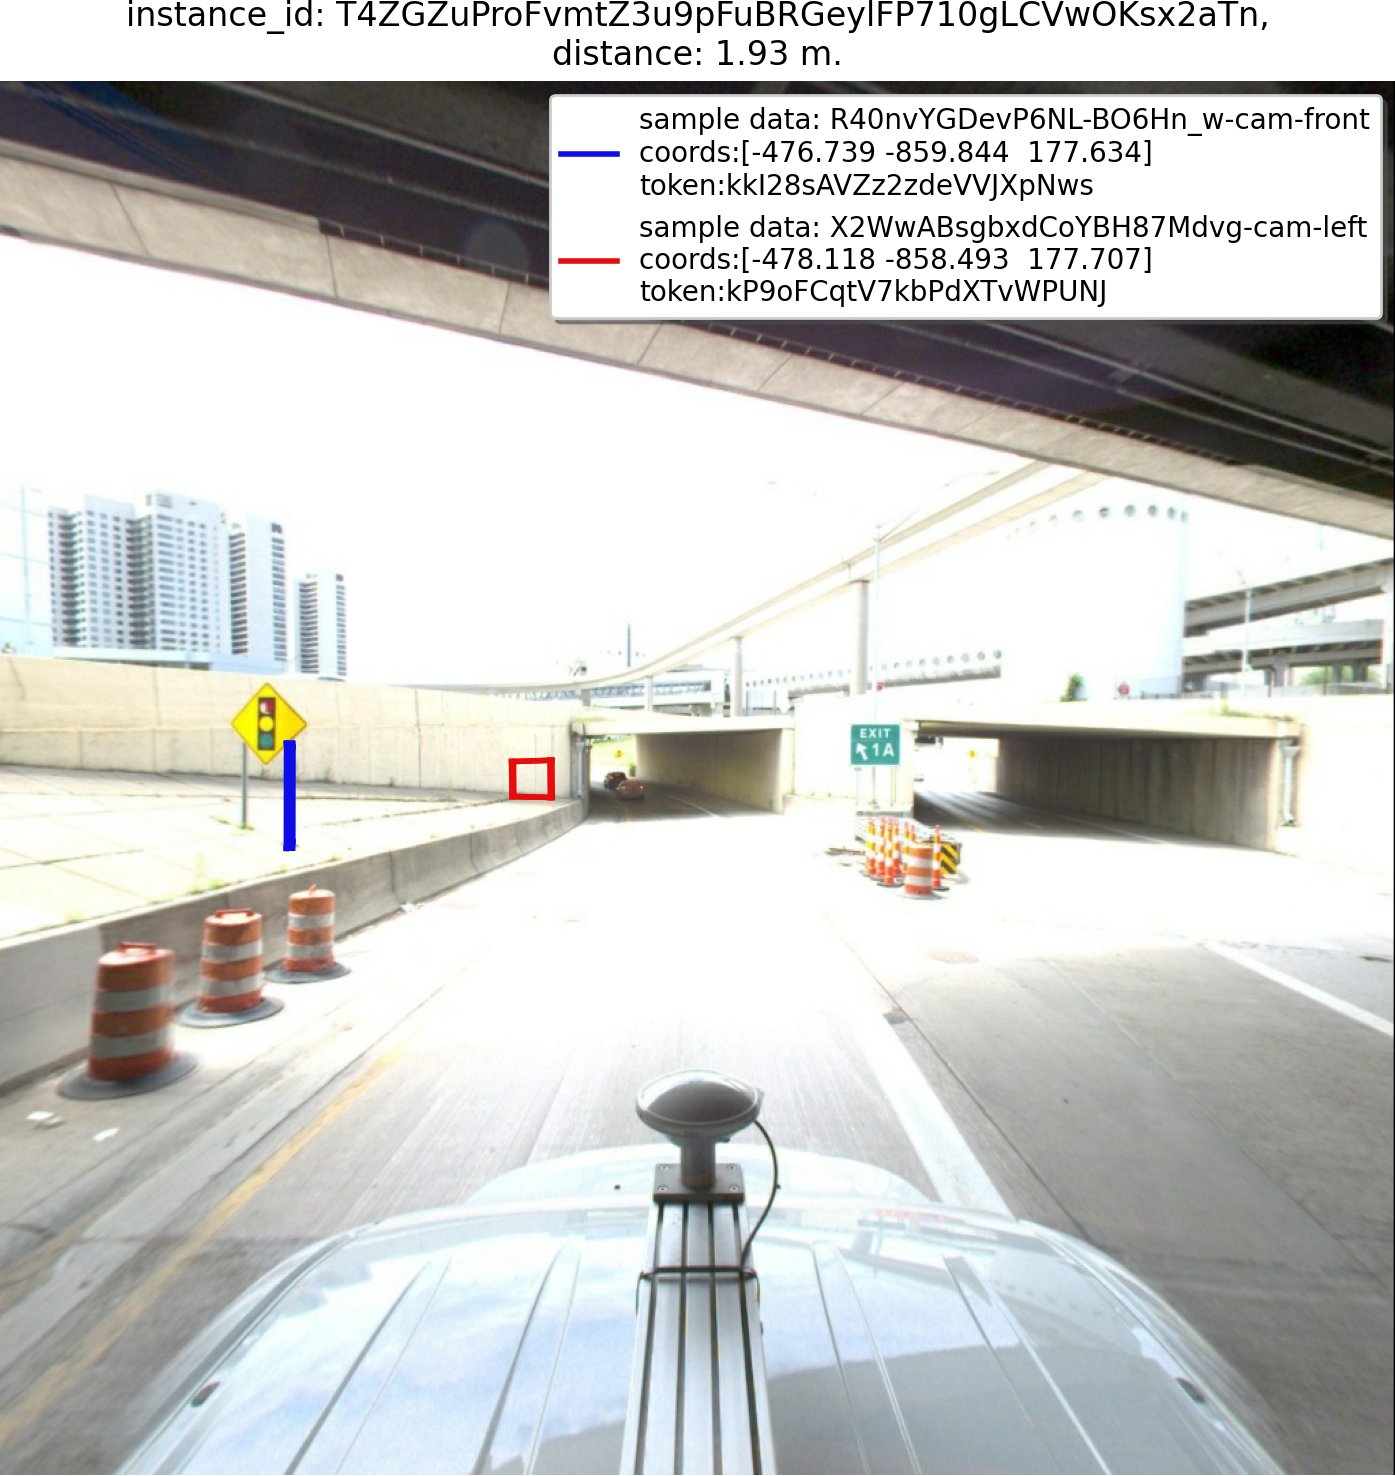 instance_id: T4ZGZuProFvmtZ3u9pFuBRGeylFP710gLCVwOKsx2aTn,
distance: 1.93 m.
sample data: R40nvYGDevP6NL-BO6Hn_w-cam-front
coords:[-476.739 -859.844  177.634]
token:kkI28sAVZz2zdeVVJXpNws
sample data: X2WwABsgbxdCoYBH87Mdvg-cam-left
coords:[-478.118 -858.493  177.707]
token:kP9oFCqtV7kbPdXTvWPUNJ
EXIT
1A